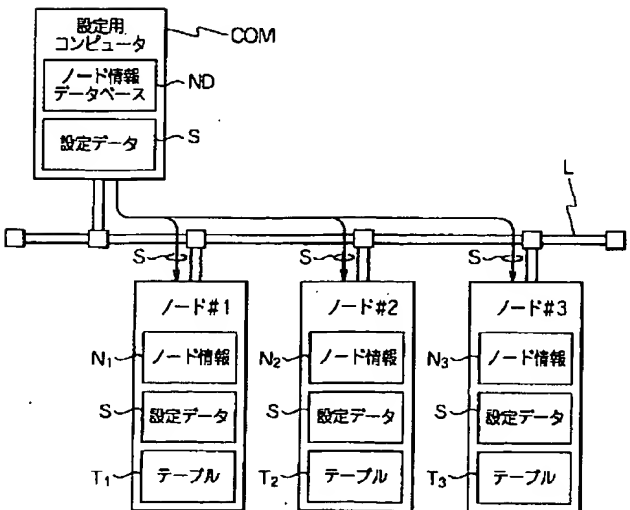 設定用
コンピュータ
COM
ノード情報
データベース
ND
設定データ
S
L
S
S
S
ノード#1
ノード#2
ノード#3
N₁
ノード情報
N₂
ノード情報
N₃
ノード情報
S
設定データ
S
設定データ
S
設定データ
T₁
テーブル
T₂
テーブル
T₃
テーブル